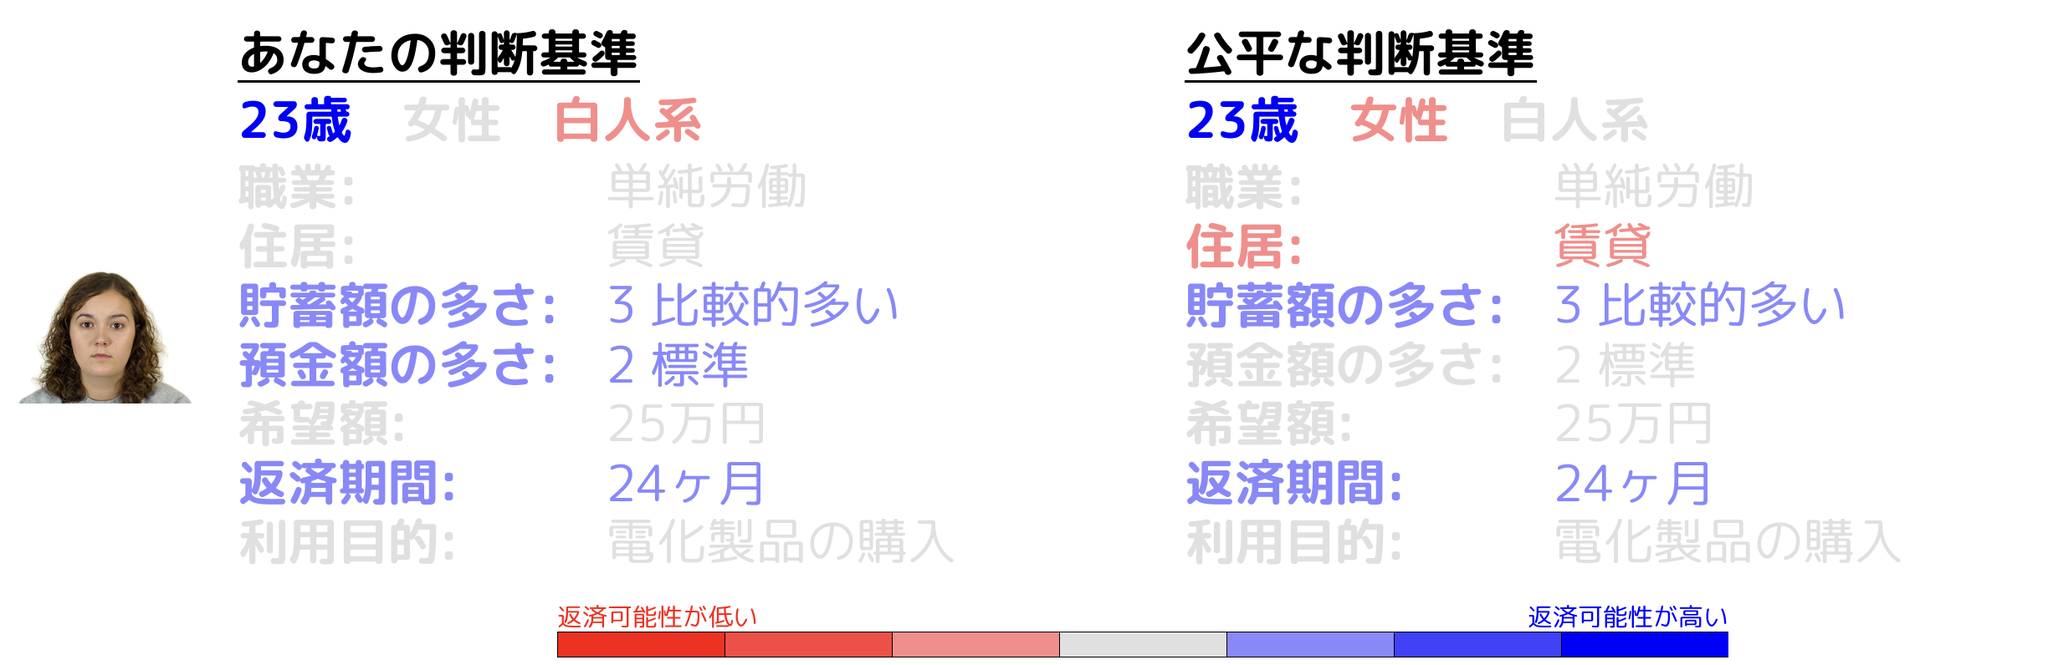 あなたの判断基準
23歳 女性 白人系
職業: 単純労働
住居: 賃貸
貯蓄額の多さ: 3 比較的多い
預金額の多さ: 2 標準
希望額: 25万円
返済期間: 24ヶ月
利用目的: 電化製品の購入
公平な判断基準
23歳 女性 白人系
職業: 単純労働
住居: 賃貸
貯蓄額の多さ: 3 比較的多い
預金額の多さ: 2 標準
希望額: 25万円
返済期間: 24ヶ月
利用目的: 電化製品の購入
返済可能性が低い
返済可能性が高い